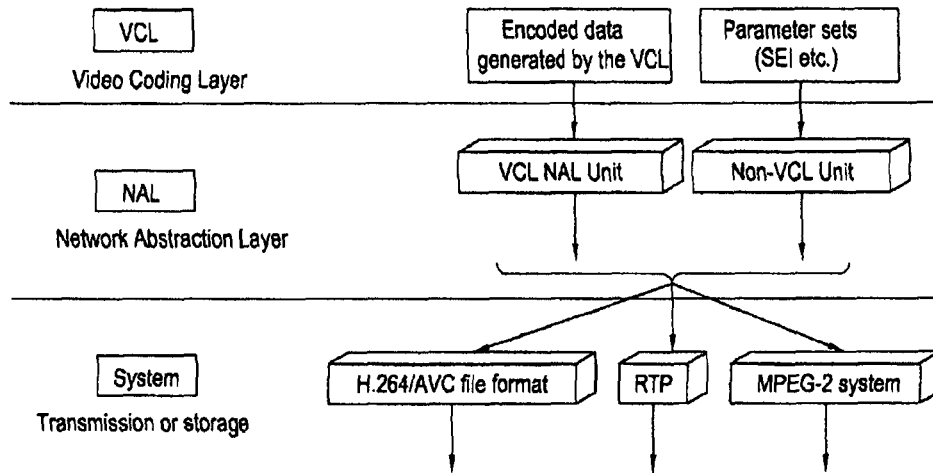 VCL
Video Coding Layer
Encoded data
generated by the VCL
Parameter sets
(SEI etc.)
NAL
Network Abstraction Layer
VCL NAL Unit
Non-VCL Unit
System
Transmission or storage
H.264/AVC file format
RTP
MPEG-2 system